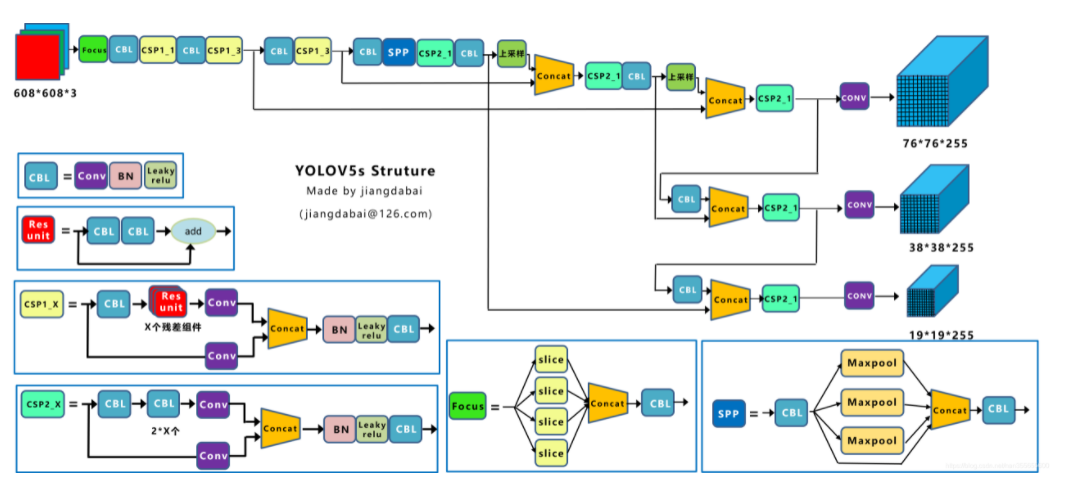 Focus CBL CSP1_1 CBL CSP1_3 CBL CSP1_3 CBL SPP CSP2_1 CBL 上采样
Concat CSP2_1 CBL 上采样
Concat CSP2_1 CONV
608*608*3
76*76*255
YOLOV5s Struture
Made by jiangdabai
(jiangdabai@126.com)
CBL = Conv BN Leaky relu
CBL Concat CSP2_1 CONV
38*38*255
Res unit = CBL CBL add
CBL Concat CSP2_1 CONV
19*19*255
CSP1_X = CBL Res unit Conv
X个残差组件
Conv
Concat BN Leaky relu CBL
CSP2_X = CBL CBL Conv
2*X个
Conv
Concat BN Leaky relu CBL
Focus =
slice
slice
slice
slice
Concat CBL
SPP = CBL
Maxpool
Maxpool
Maxpool
Concat CBL